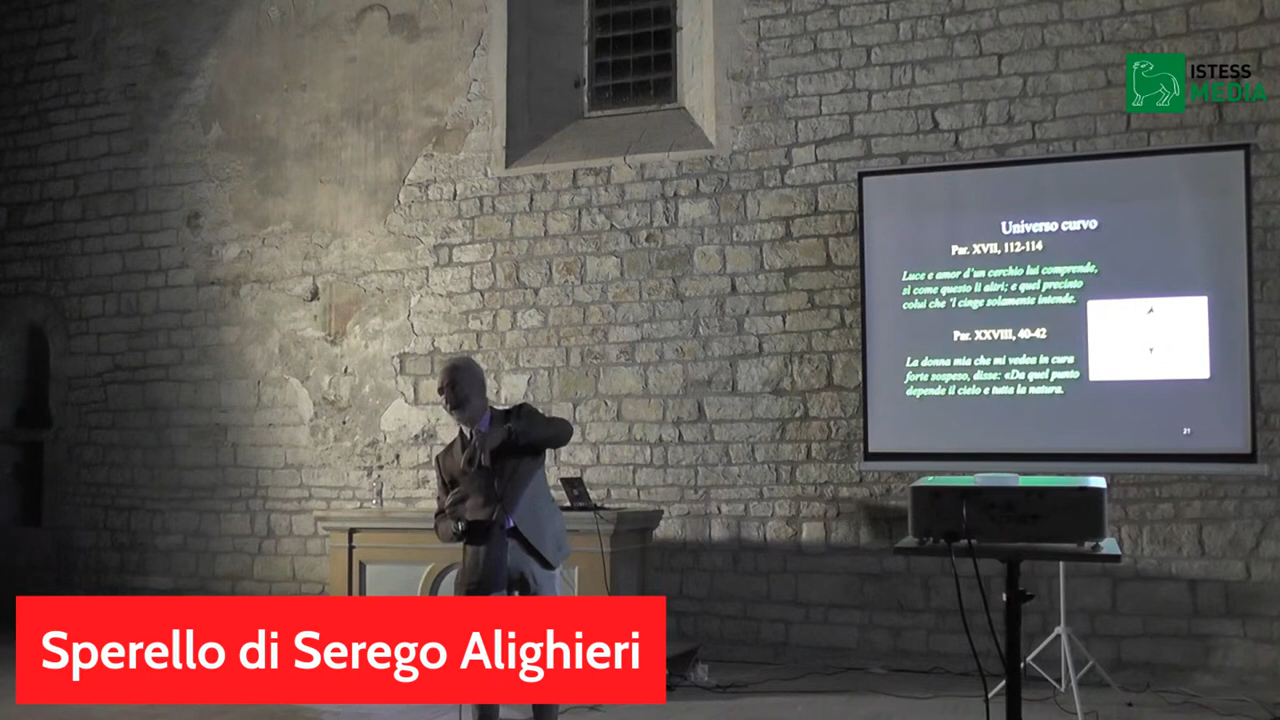 ISTESS
MEDIA
Universo curvo
Par. XVII, 112-114
Luce e amor d'un cerchio lui comprende,
sì come questo li altri; e quel precinto
colui che 'l cinge solamente intende.
Par. XXVIII, 40-42
La donna mia che mi vedea in cura
forte sospeso, disse: «Da quel punto
depende il cielo e tutta la natura.
21
Sperello di Serego Alighieri